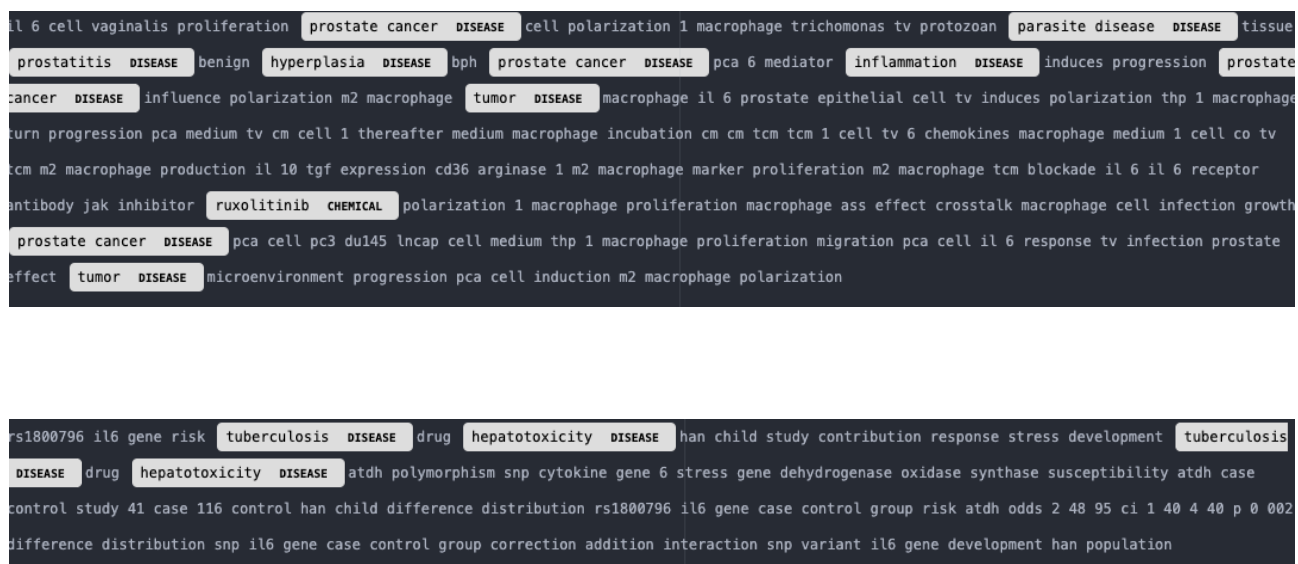 il 6 cell vaginalis proliferation prostate cancer DISEASE cell polarization 1 macrophage trichomonas tv protozoan parasite disease DISEASE tissue
prostatitis DISEASE benign hyperplasia DISEASE bph prostate cancer DISEASE pca 6 mediator inflammation DISEASE induces progression prostate
cancer DISEASE influence polarization m2 macrophage tumor DISEASE macrophage il 6 prostate epithelial cell tv induces polarization thp 1 macrophage
turn progression pca medium tv cm cell 1 thereafter medium macrophage incubation cm cm tcm tcm 1 cell tv 6 chemokines macrophage medium 1 cell co tv
tcm m2 macrophage production il 10 tgf expression cd36 arginase 1 m2 macrophage marker proliferation m2 macrophage tcm blockade il 6 il 6 receptor
antibody jak inhibitor ruxolitinib CHEMICAL polarization 1 macrophage proliferation macrophage ass effect crosstalk macrophage cell infection growth
prostate cancer DISEASE pca cell pc3 du145 lncap cell medium thp 1 macrophage proliferation migration pca cell il 6 response tv infection prostate
effect tumor DISEASE microenvironment progression pca cell induction m2 macrophage polarization
rs1800796 il6 gene risk tuberculosis DISEASE drug hepatotoxicity DISEASE han child study contribution response stress development tuberculosis
DISEASE drug hepatotoxicity DISEASE atdh polymorphism snp cytokine gene 6 stress gene dehydrogenase oxidase synthase susceptibility atdh case
control study 41 case 116 control han child difference distribution rs1800796 il6 gene case control group risk atdh odds 2 48 95 ci 1 40 4 40 p 0 002
difference distribution snp il6 gene case control group correction addition interaction snp variant il6 gene development han population